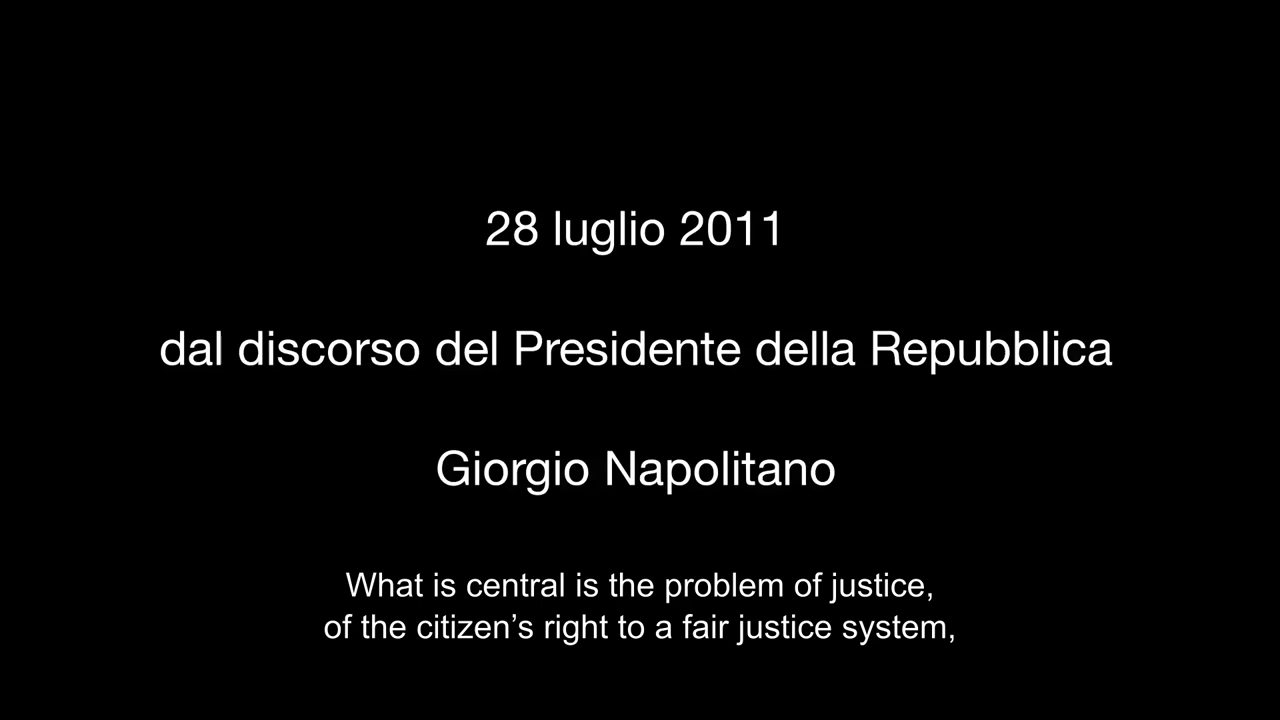 28 luglio 2011
dal discorso del Presidente della Repubblica
Giorgio Napolitano
What is central is the problem of justice,
of the citizen’s right to a fair justice system,